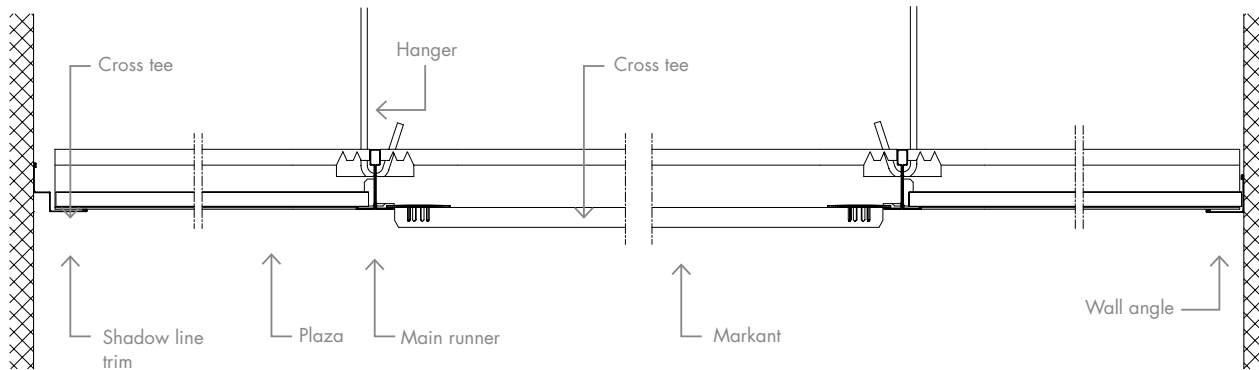 Hanger
Cross tee
Cross tee
Shadow line
trim
Plaza
Main runner
Markant
Wall angle